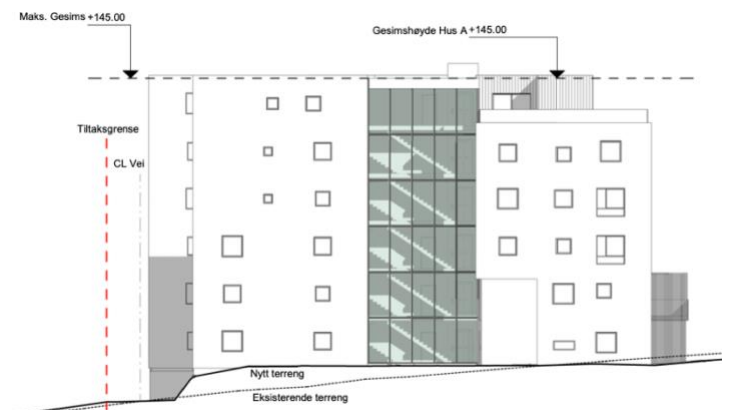 Maks. Gesims +145.00
Gesimshøyde Hus A +145.00
Tiltaksgrense
CL Vei
Nytt terreng
Eksisterende terreng